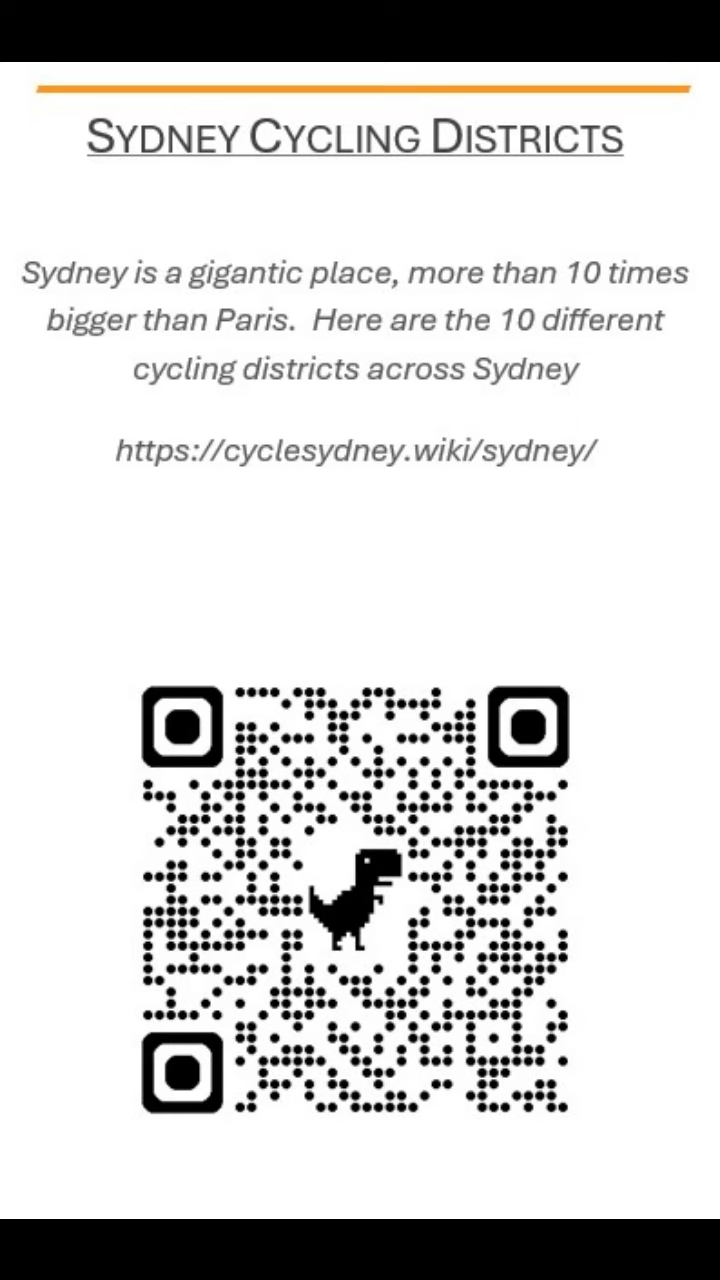 SYDNEY CYCLING DISTRICTS
Sydney is a gigantic place, more than 10 times
bigger than Paris.  Here are the 10 different
cycling districts across Sydney
https://cyclesydney.wiki/sydney/